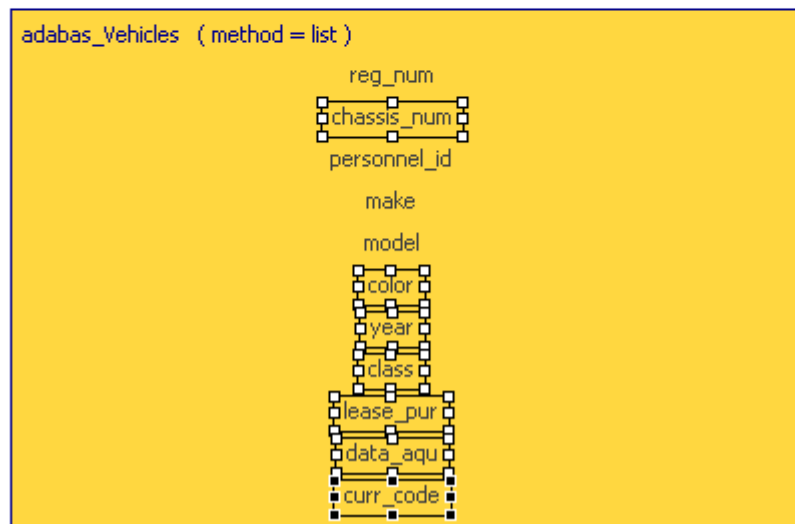 adabas_Vehicles ( method = list )
reg_num
chassis_num
personnel_id
make
model
color
year
class
lease_pur
data_aqu
curr_code